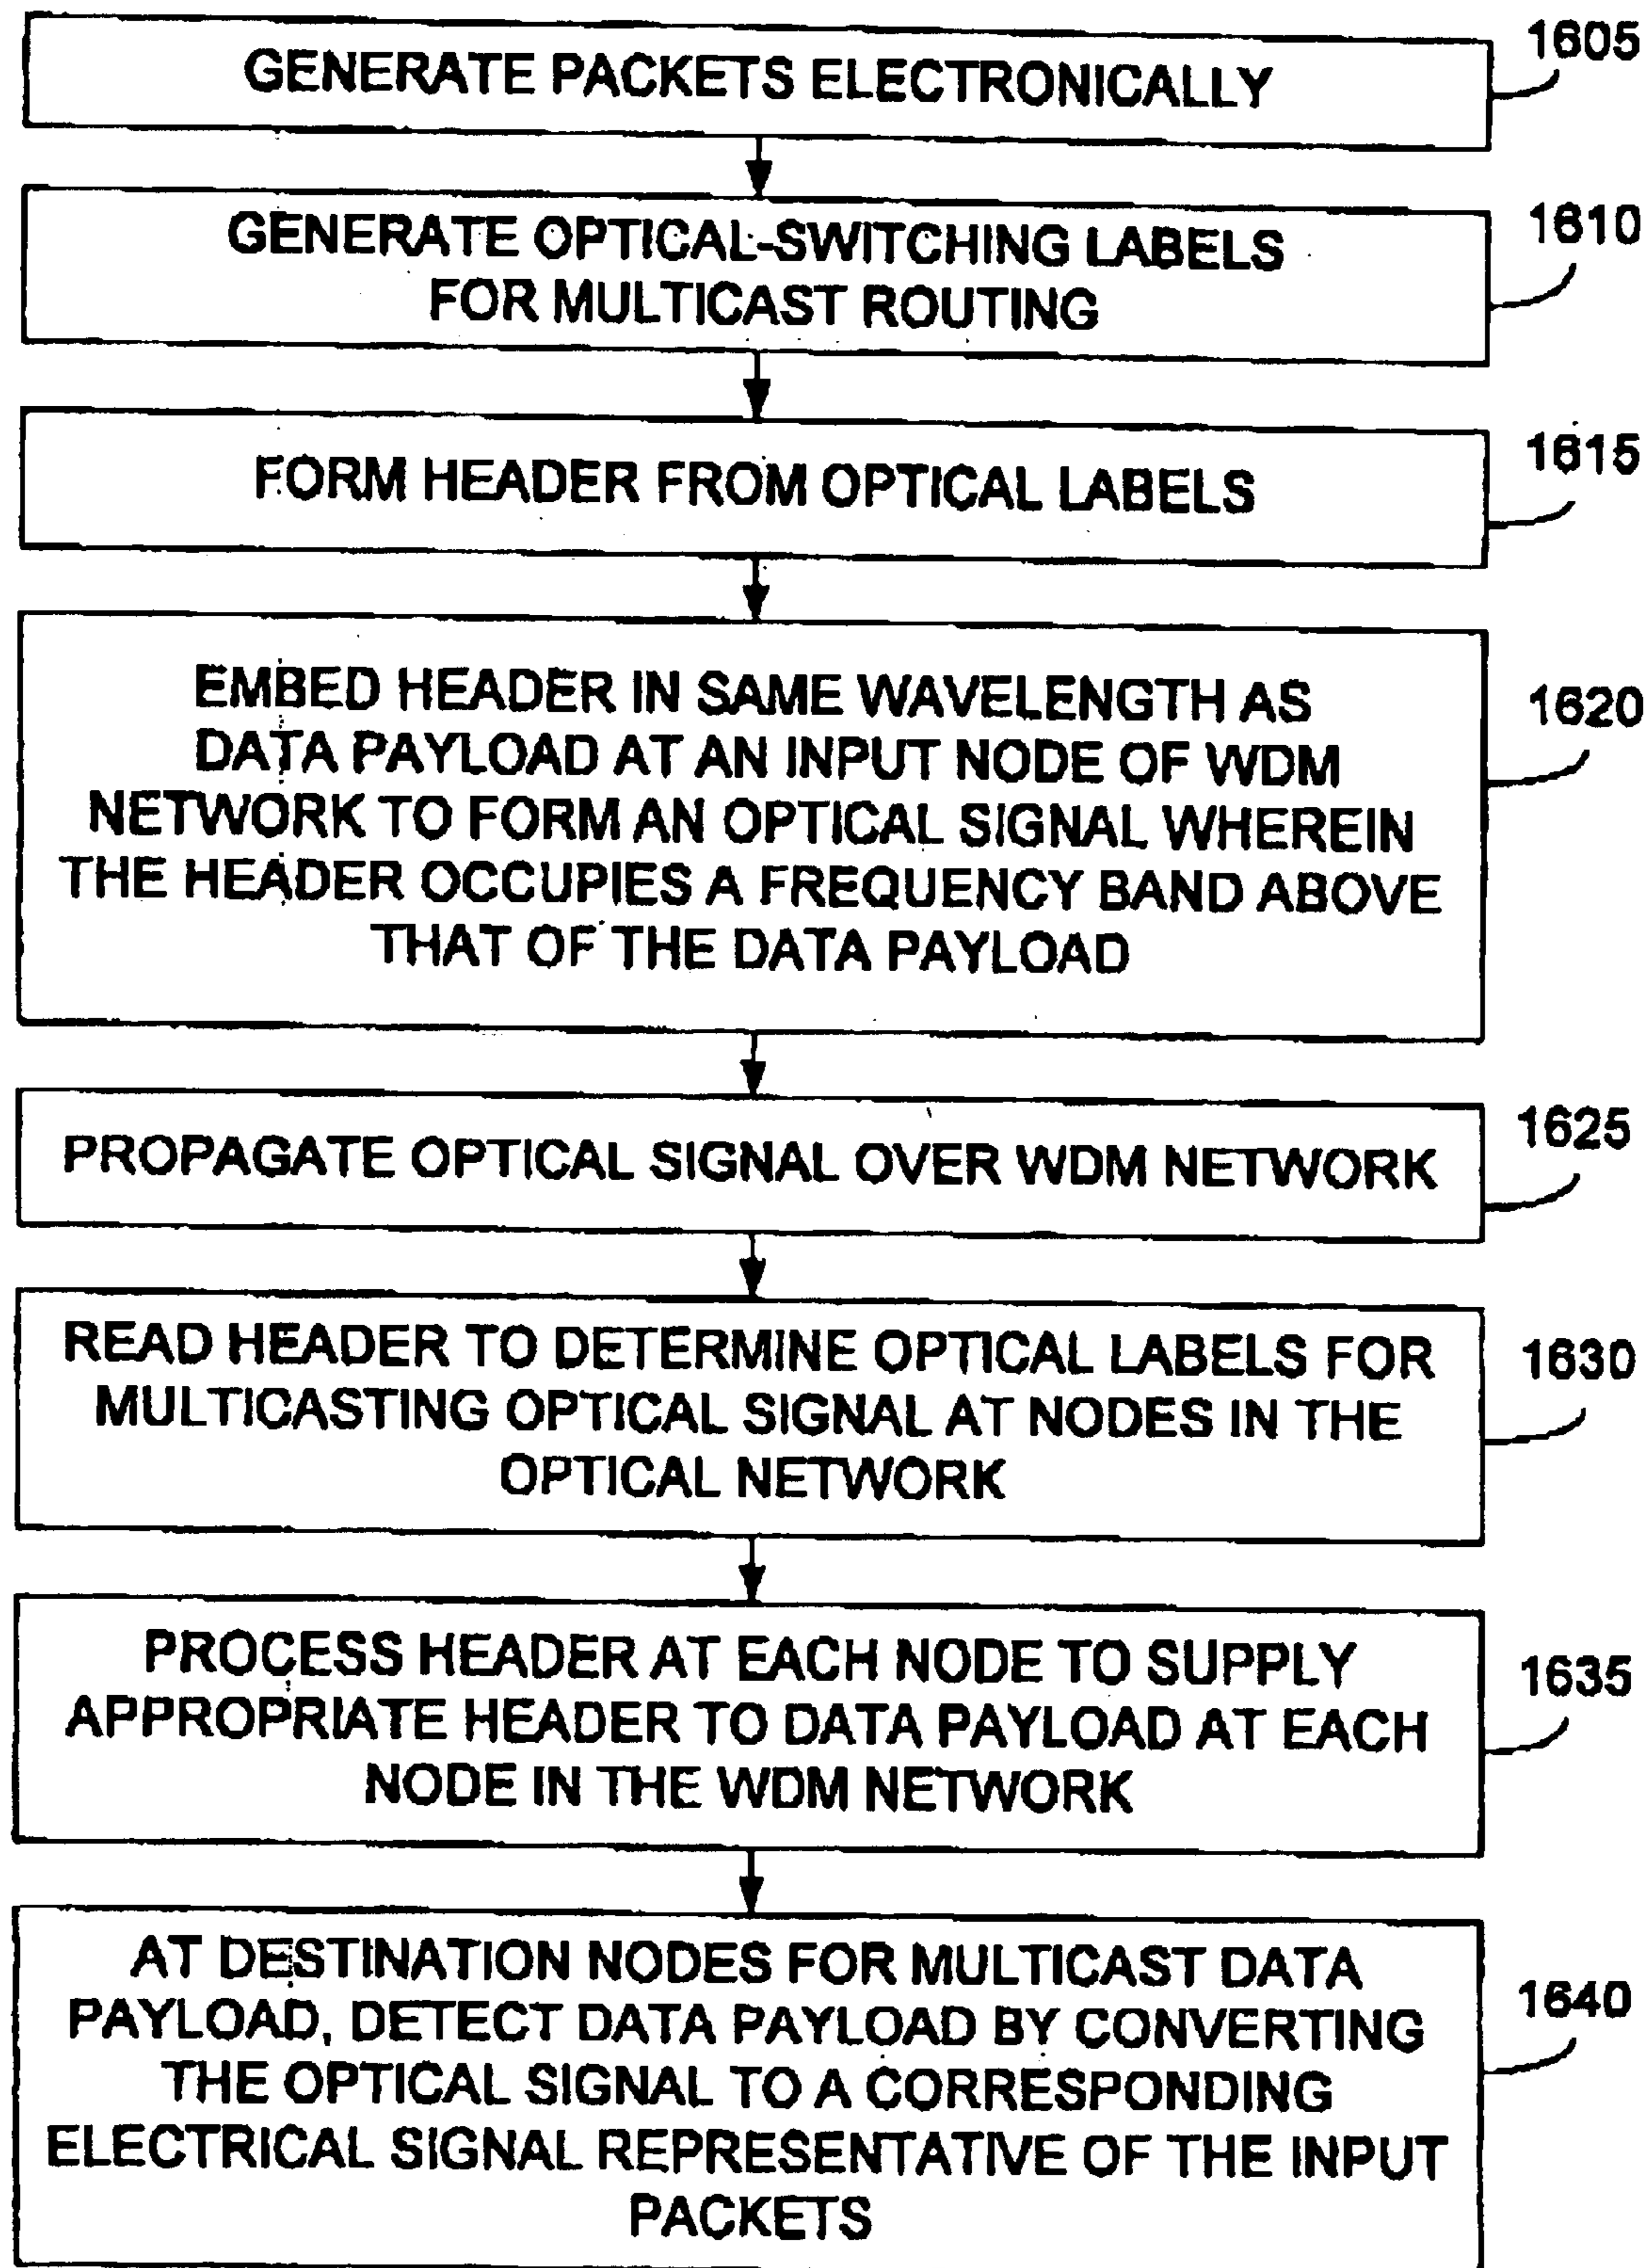 GENERATE PACKETS ELECTRONICALLY
1605
GENERATE OPTICAL-SWITCHING LABELS
FOR MULTICAST ROUTING
1610
FORM HEADER FROM OPTICAL LABELS
1615
EMBED HEADER IN SAME WAVELENGTH AS
DATA PAYLOAD AT AN INPUT NODE OF WDM
NETWORK TO FORM AN OPTICAL SIGNAL WHEREIN
THE HEADER OCCUPIES A FREQUENCY BAND ABOVE
THAT OF THE DATA PAYLOAD
1620
PROPAGATE OPTICAL SIGNAL OVER WDM NETWORK
1625
READ HEADER TO DETERMINE OPTICAL LABELS FOR
MULTICASTING OPTICAL SIGNAL AT NODES IN THE
OPTICAL NETWORK
1630
PROCESS HEADER AT EACH NODE TO SUPPLY
APPROPRIATE HEADER TO DATA PAYLOAD AT EACH
NODE IN THE WDM NETWORK
1635
AT DESTINATION NODES FOR MULTICAST DATA
PAYLOAD, DETECT DATA PAYLOAD BY CONVERTING
THE OPTICAL SIGNAL TO A CORRESPONDING
ELECTRICAL SIGNAL REPRESENTATIVE OF THE INPUT
PACKETS
1640